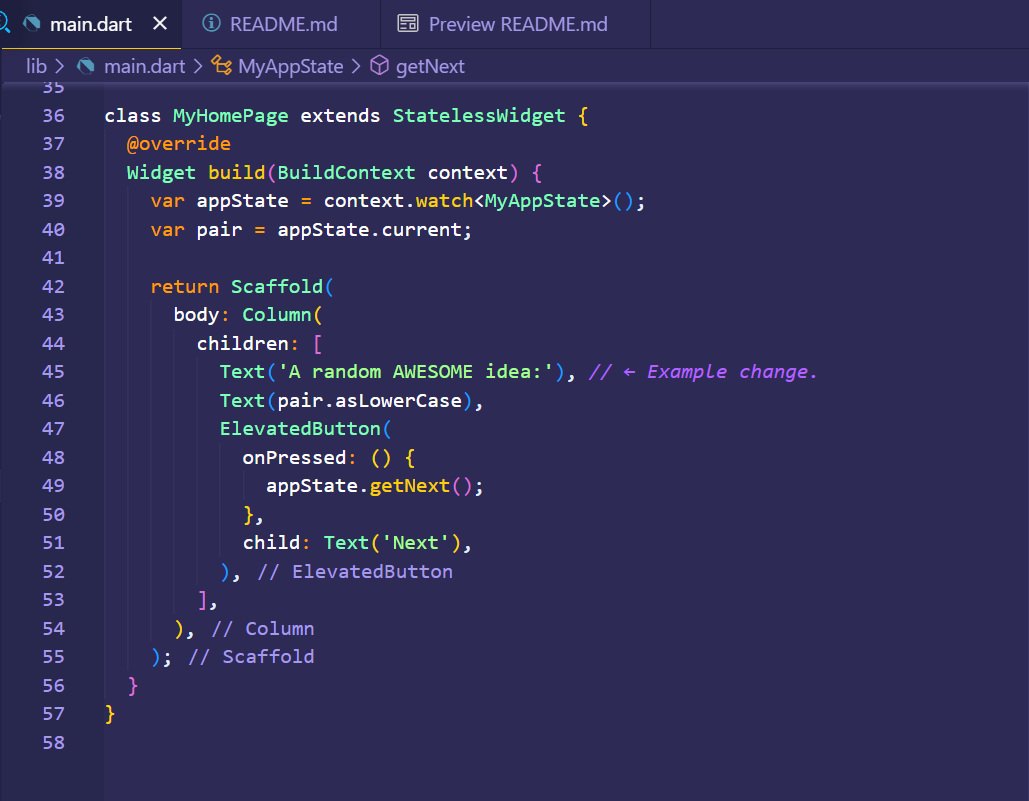 main.dart README.md Preview README.md
lib > main.dart > MyAppState > getNext
35
36 class MyHomePage extends StatelessWidget {
37   @override
38   Widget build(BuildContext context) {
39     var appState = context.watch<MyAppState>();
40     var pair = appState.current;
41
42     return Scaffold(
43       body: Column(
44         children: [
45           Text('A random AWESOME idea:'), // ← Example change.
46           Text(pair.asLowerCase),
47           ElevatedButton(
48             onPressed: () {
49               appState.getNext();
50             },
51             child: Text('Next'),
52           ), // ElevatedButton
53         ],
54       ), // Column
55     ); // Scaffold
56   }
57 }
58